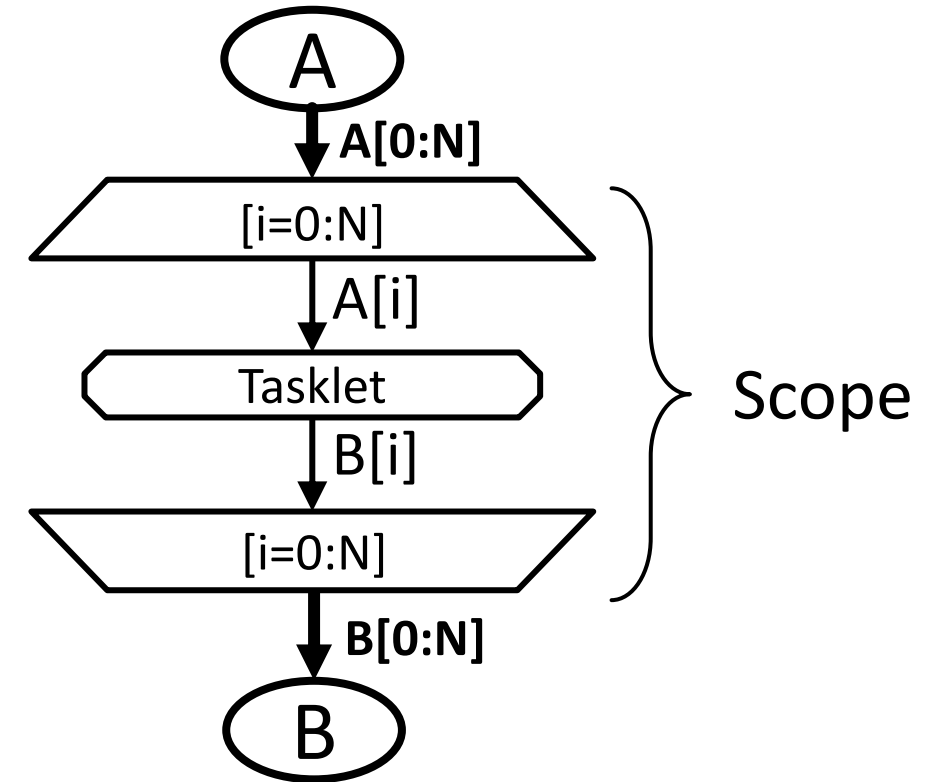 A
A[0:N]
[i=0:N]
A[i]
Tasklet
B[i]
[i=0:N]
B[0:N]
B
Scope